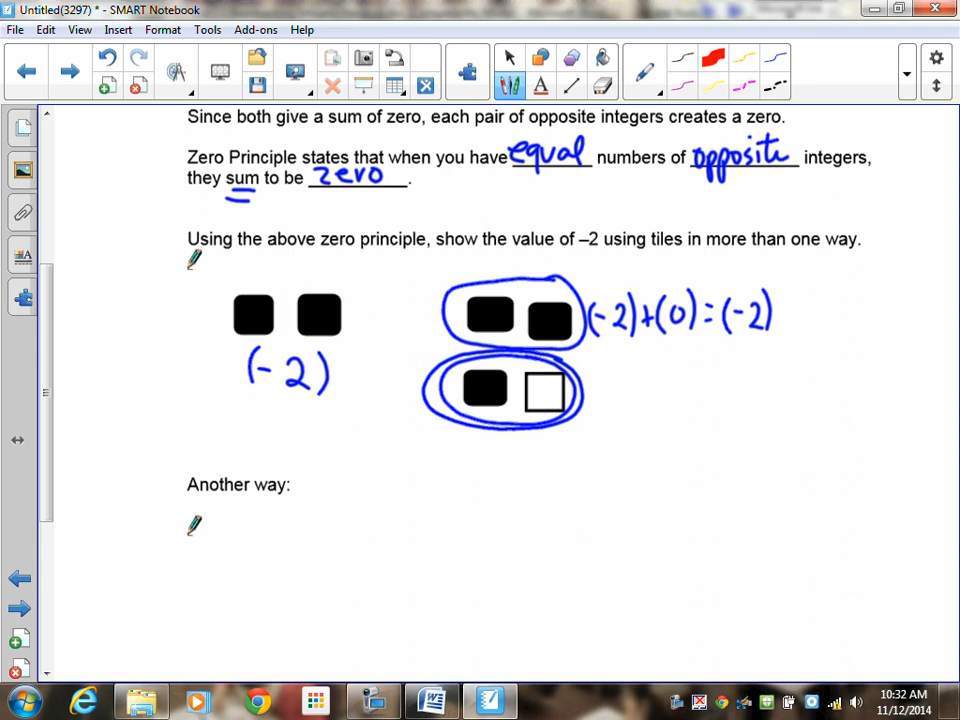 Untitled(3297) * - SMART Notebook
File Edit View Insert Format Tools Add-ons Help
Since both give a sum of zero, each pair of opposite integers creates a zero.
Zero Principle states that when you have equal numbers of opposite integers,
they sum to be zero.
Using the above zero principle, show the value of –2 using tiles in more than one way.
(-2)+(0)=(-2)
(-2)
Another way:
10:32 AM
11/12/2014